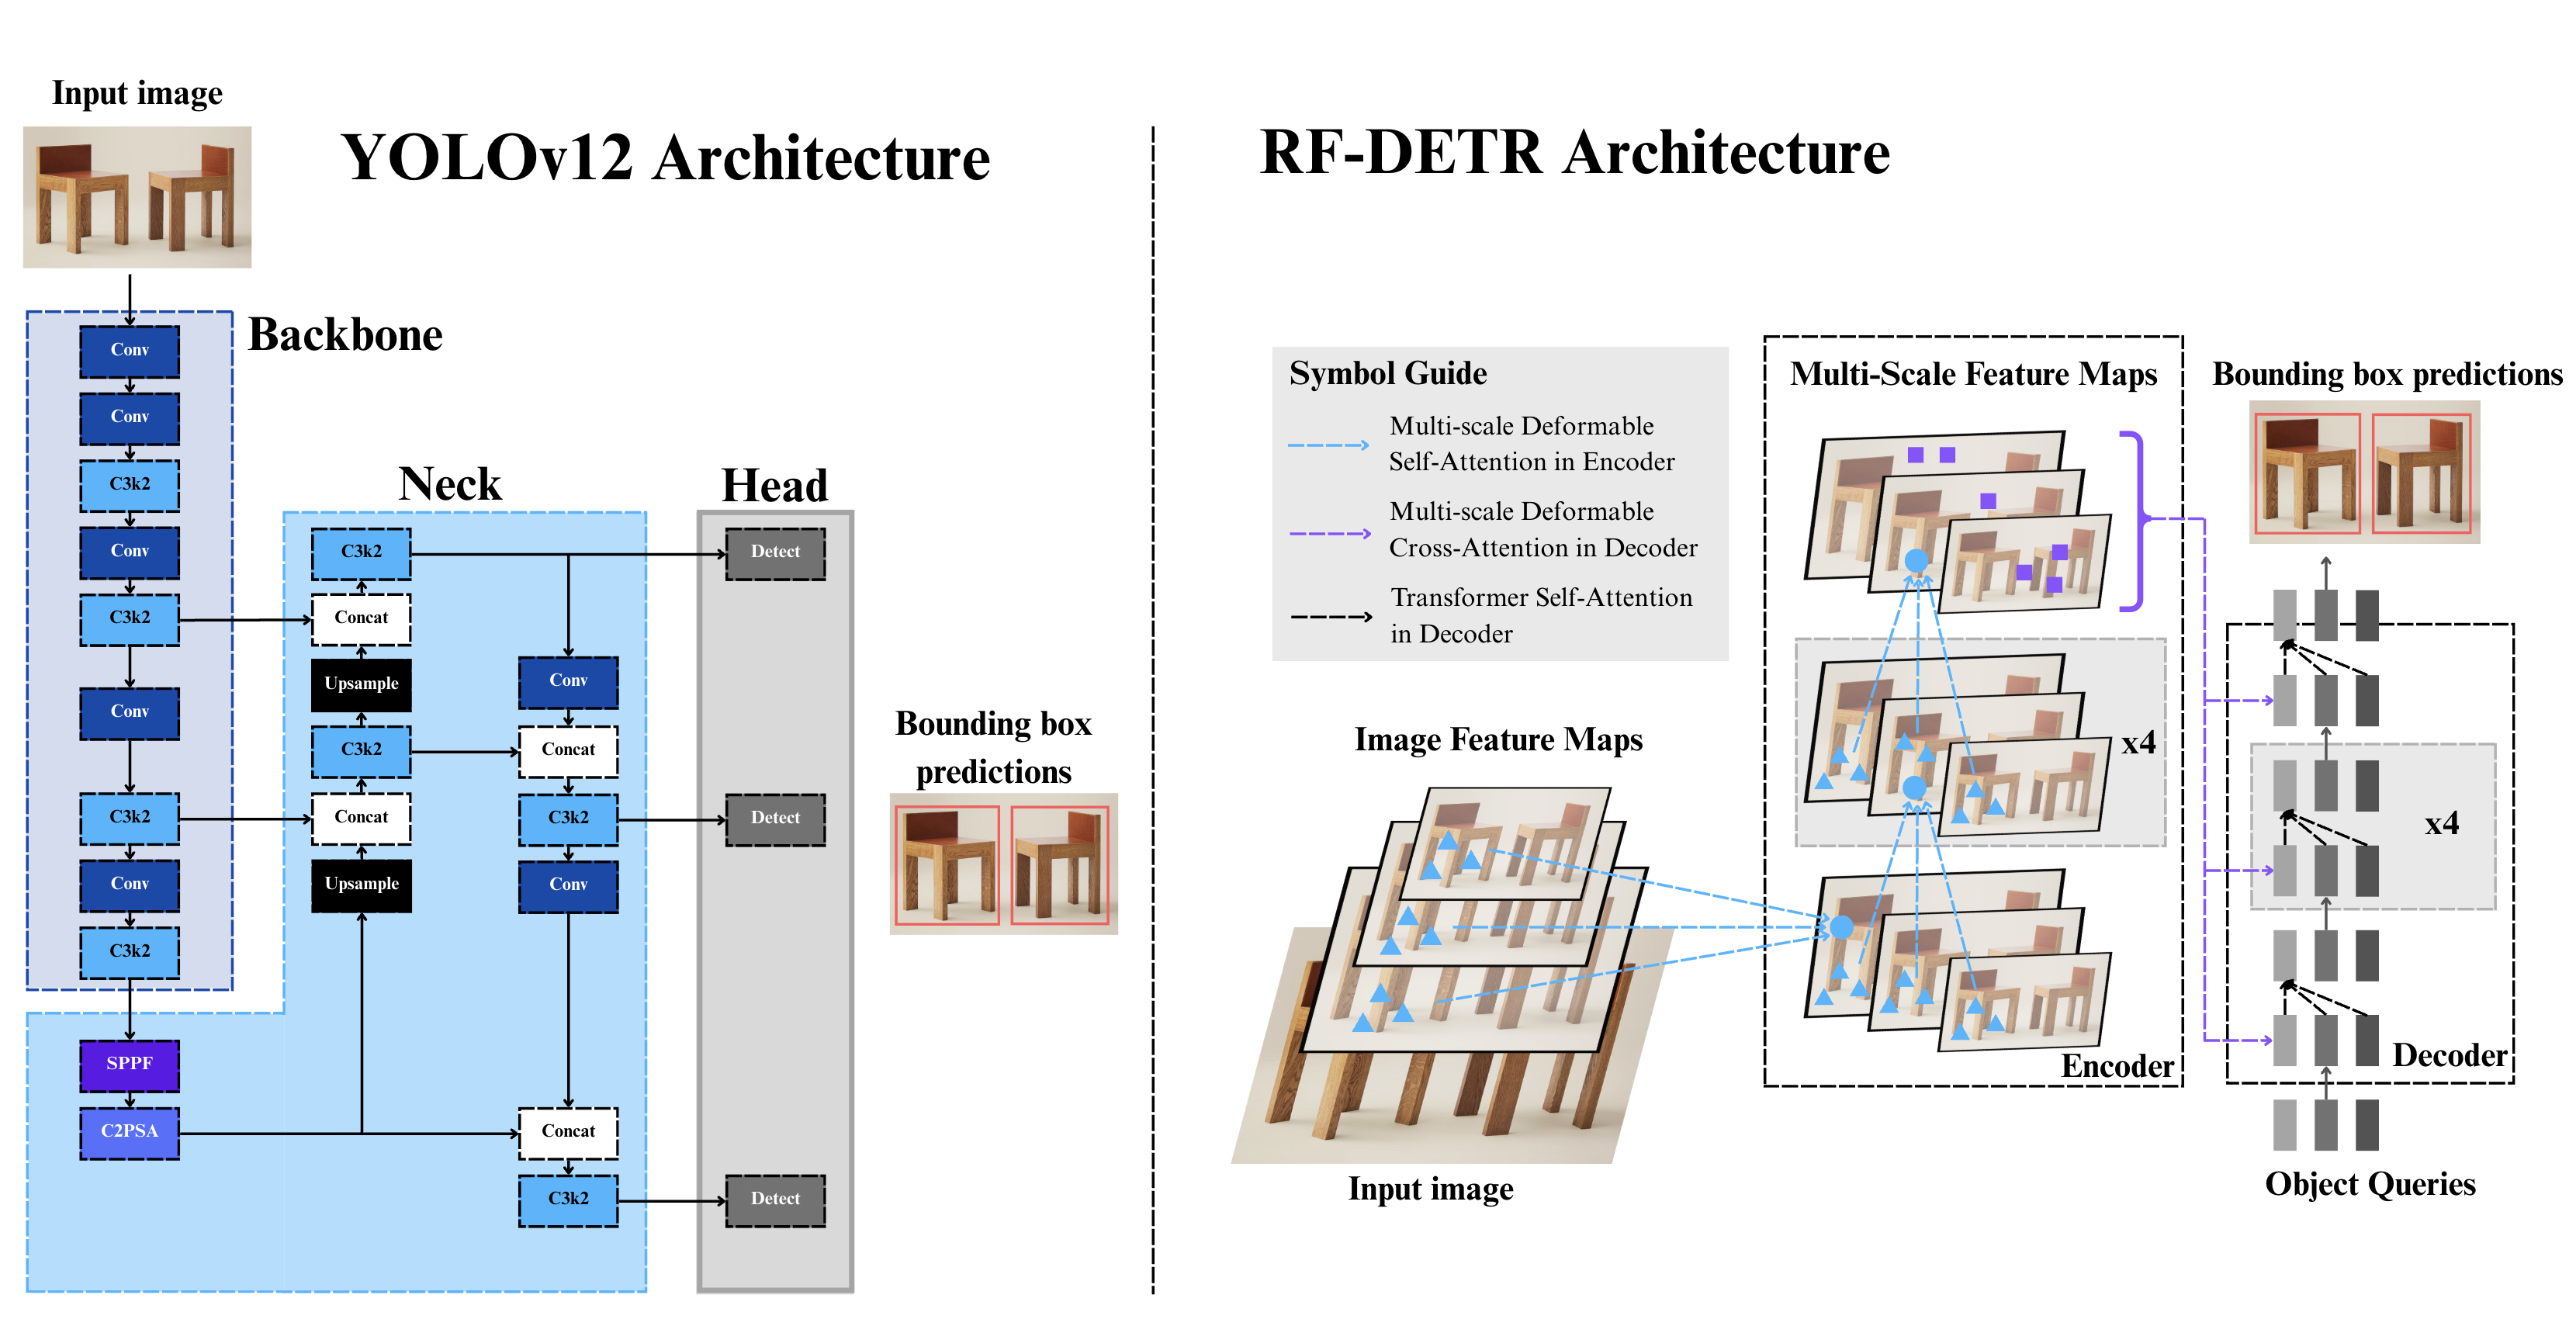 Input image
YOLOv12 Architecture
Backbone
Conv
Conv
C3k2
Conv
C3k2
Conv
C3k2
Conv
C3k2
SPPF
C2PSA
Neck
C3k2
Concat
Upsample
C3k2
Concat
Upsample
Conv
Concat
C3k2
Conv
Concat
C3k2
Head
Detect
Detect
Detect
Bounding box
predictions
RF-DETR Architecture
Symbol Guide
Multi-scale Deformable
Self-Attention in Encoder
Multi-scale Deformable
Cross-Attention in Decoder
Transformer Self-Attention
in Decoder
Image Feature Maps
Input image
Multi-Scale Feature Maps
x4
Encoder
Bounding box predictions
x4
Decoder
Object Queries